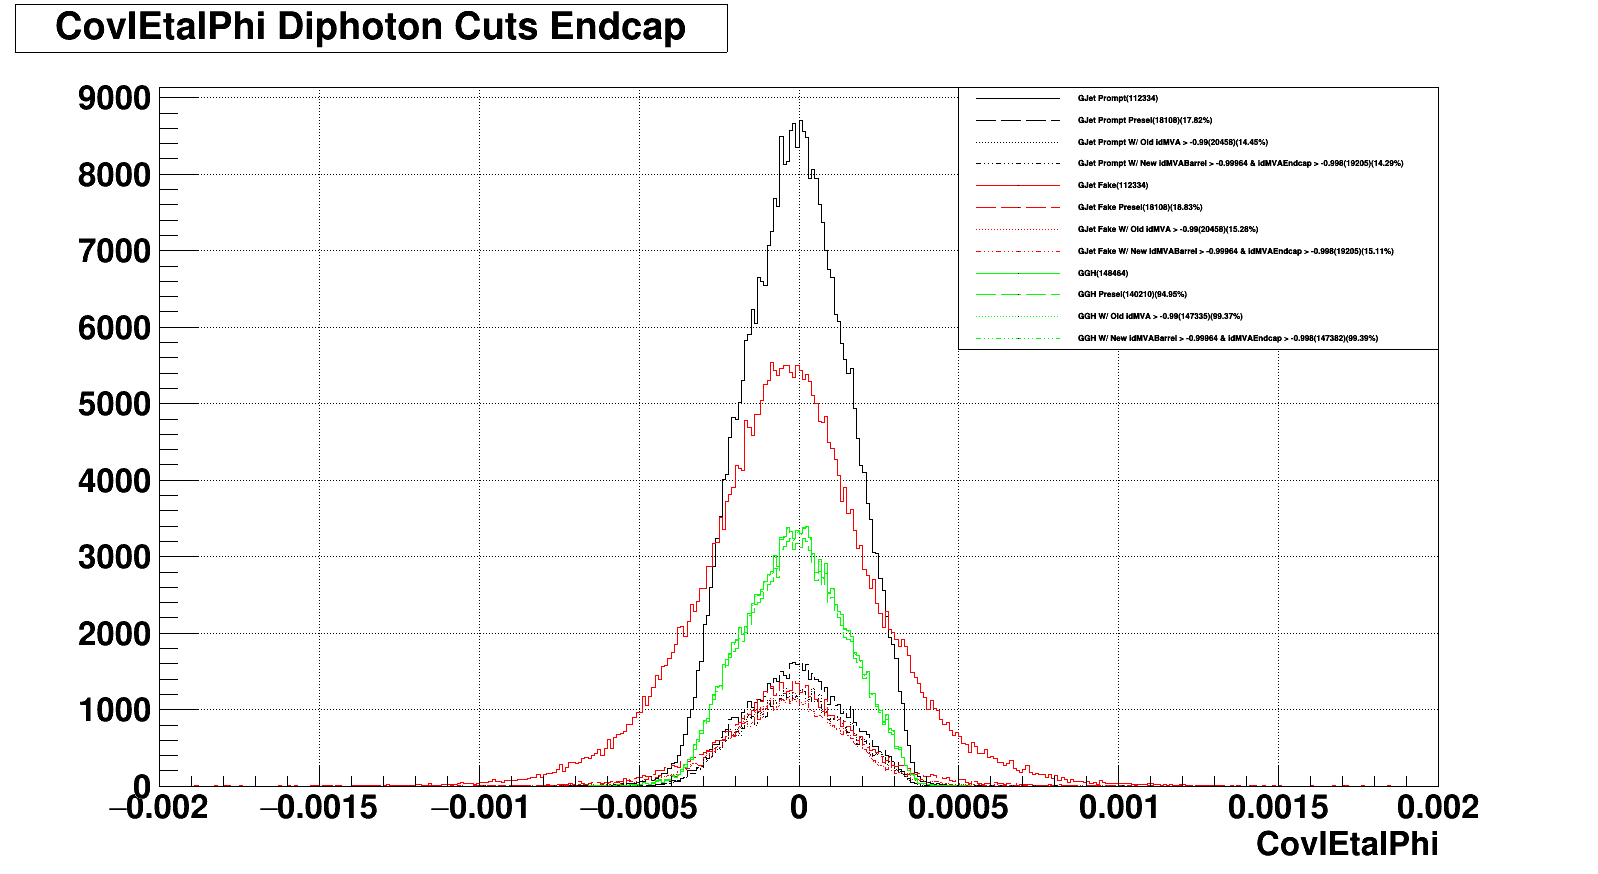 CovIEtaIPhi Diphoton Cuts Endcap
9000
8000
7000
6000
5000
4000
3000
2000
1000
0
GJet Prompt(112334)
GJet Prompt Presel(18108)(17.82%)
GJet Prompt W/ Old idMVA > -0.99(20458)(14.45%)
GJet Prompt W/ New idMVABarrel > -0.99964 & idMVAEndcap > -0.998(19205)(14.29%)
GJet Fake(112334)
GJet Fake Presel(18108)(18.83%)
GJet Fake W/ Old idMVA > -0.99(20458)(15.28%)
GJet Fake W/ New idMVABarrel > -0.99964 & idMVAEndcap > -0.998(19205)(15.11%)
GGH(148464)
GGH Presel(140210)(94.95%)
GGH W/ Old idMVA > -0.99(147335)(99.37%)
GGH W/ New idMVABarrel > -0.99964 & idMVAEndcap > -0.998(147382)(99.39%)
−0.002 −0.0015 −0.001 −0.0005 0 0.0005 0.001 0.0015 0.002
CovIEtaIPhi